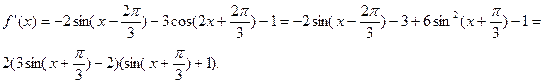 f'(x) = -2sin(x - 2π/3) - 3cos(2x + 2π/3) - 1 = -2sin(x - 2π/3) - 3 + 6sin²(x + π/3) - 1 =
2(3sin(x + π/3) - 2)(sin(x + π/3) + 1).